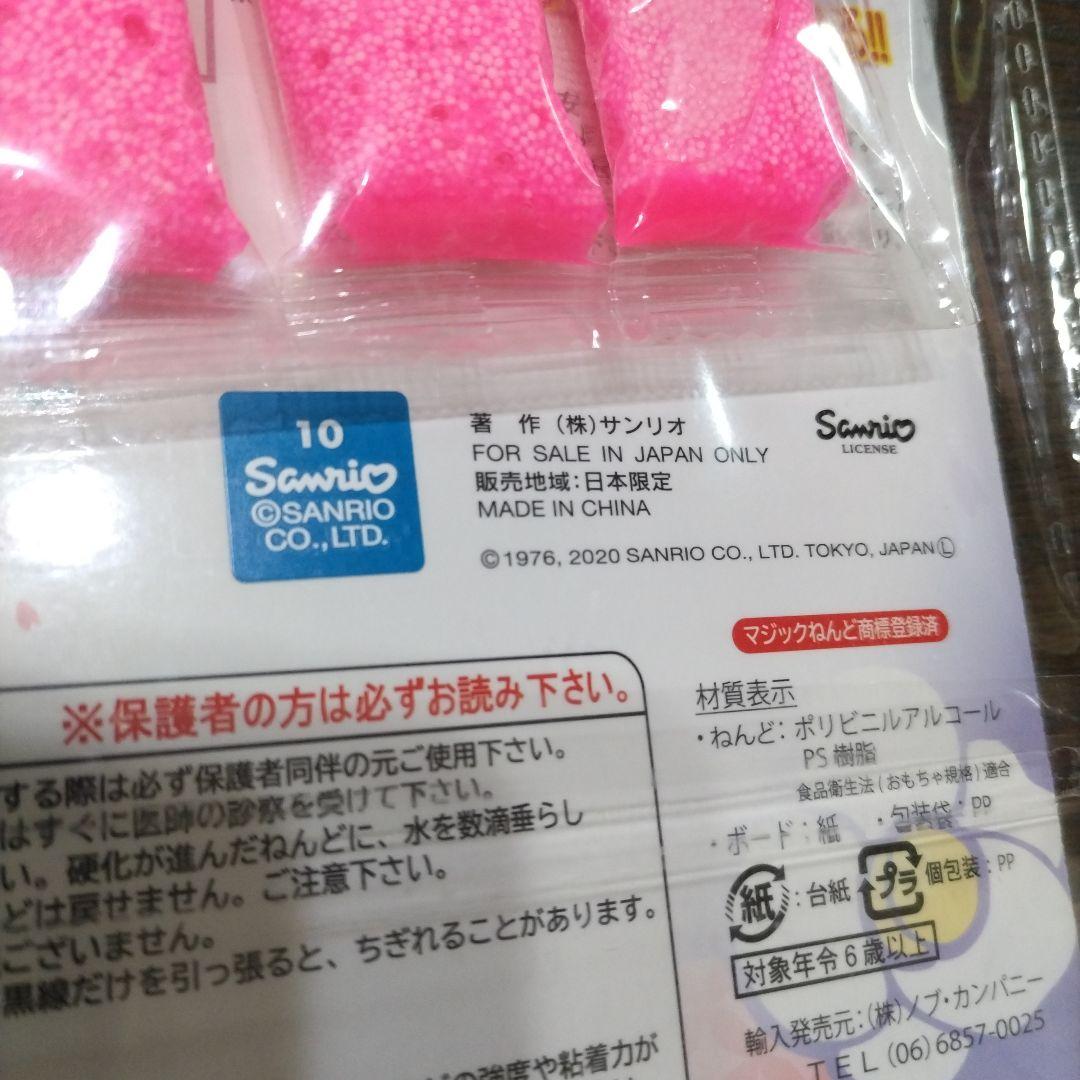 10
Sanrio
©SANRIO
CO.,LTD.
著 作 (株)サンリオ
FOR SALE IN JAPAN ONLY
販売地域:日本限定
MADE IN CHINA
Sanrio
LICENSE
©1976, 2020 SANRIO CO., LTD. TOKYO, JAPAN Ⓛ
マジックねんど商標登録済
※保護者の方は必ずお読み下さい。
する際は必ず保護者同伴の元ご使用下さい。
はすぐに医師の診察を受けて下さい。
い。硬化が進んだねんどに、水を数滴垂らし
どは戻せません。ご注意下さい。
ございません。
黒線だけを引っ張ると、ちぎれることがあります。
の強度や粘着力が
材質表示
・ねんど:ポリビニルアルコール
PS樹脂
食品衛生法(おもちゃ規格)適合
・ボード:紙 ・包装袋:PP
紙:台紙 プラ 個包装:PP
対象年令6歳以上
輸入発売元:(株)ノブ・カンパニー
TEL (06)6857-0025